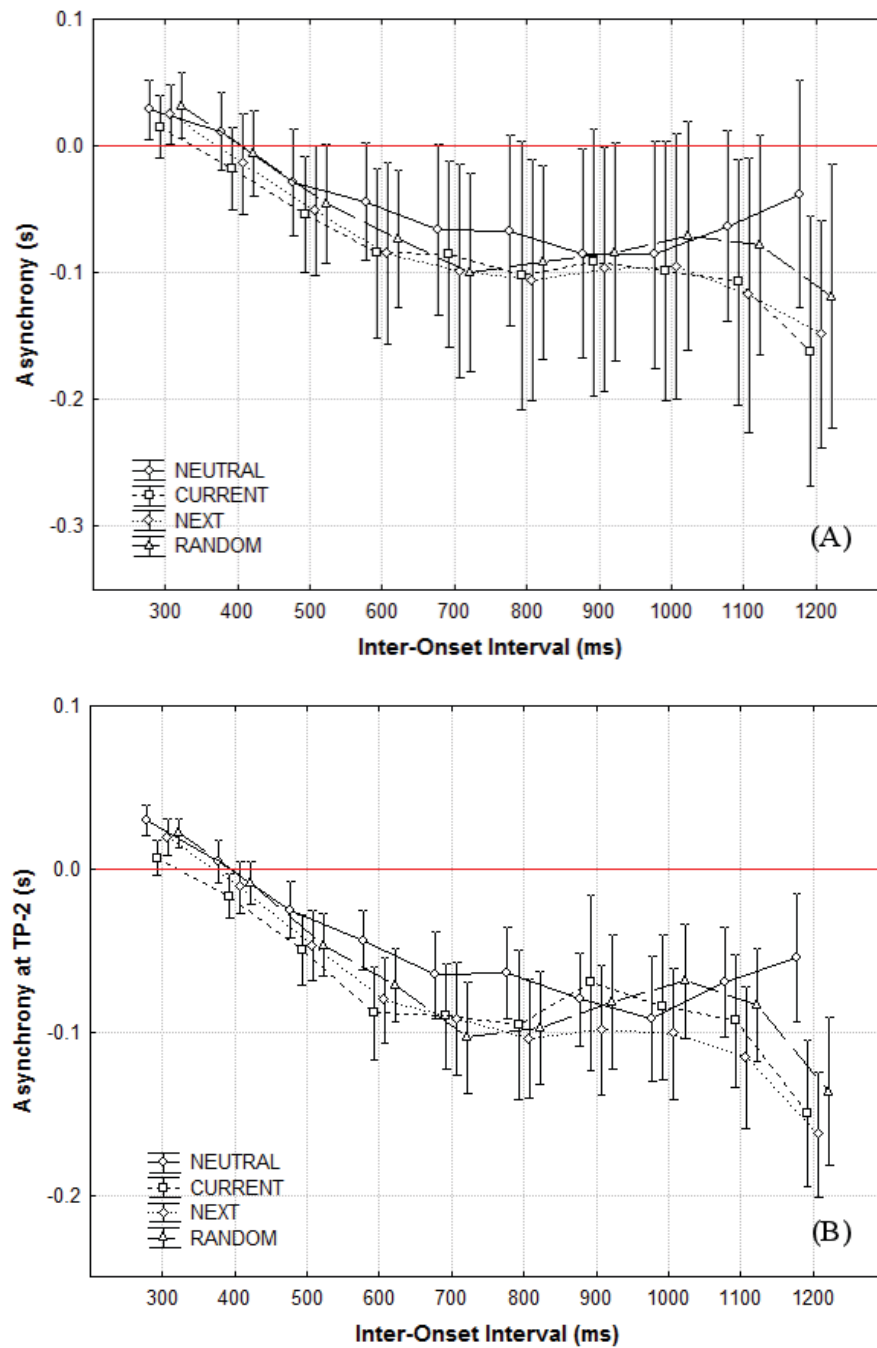 0.1
0.0
-0.1
-0.2
-0.3
Asynchrony (s)
NEUTRAL
CURRENT
NEXT
RANDOM
(A)
300 400 500 600 700 800 900 1000 1100 1200
Inter-Onset Interval (ms)
0.1
0.0
-0.1
-0.2
Asynchrony at TP-2 (s)
NEUTRAL
CURRENT
NEXT
RANDOM
(B)
300 400 500 600 700 800 900 1000 1100 1200
Inter-Onset Interval (ms)